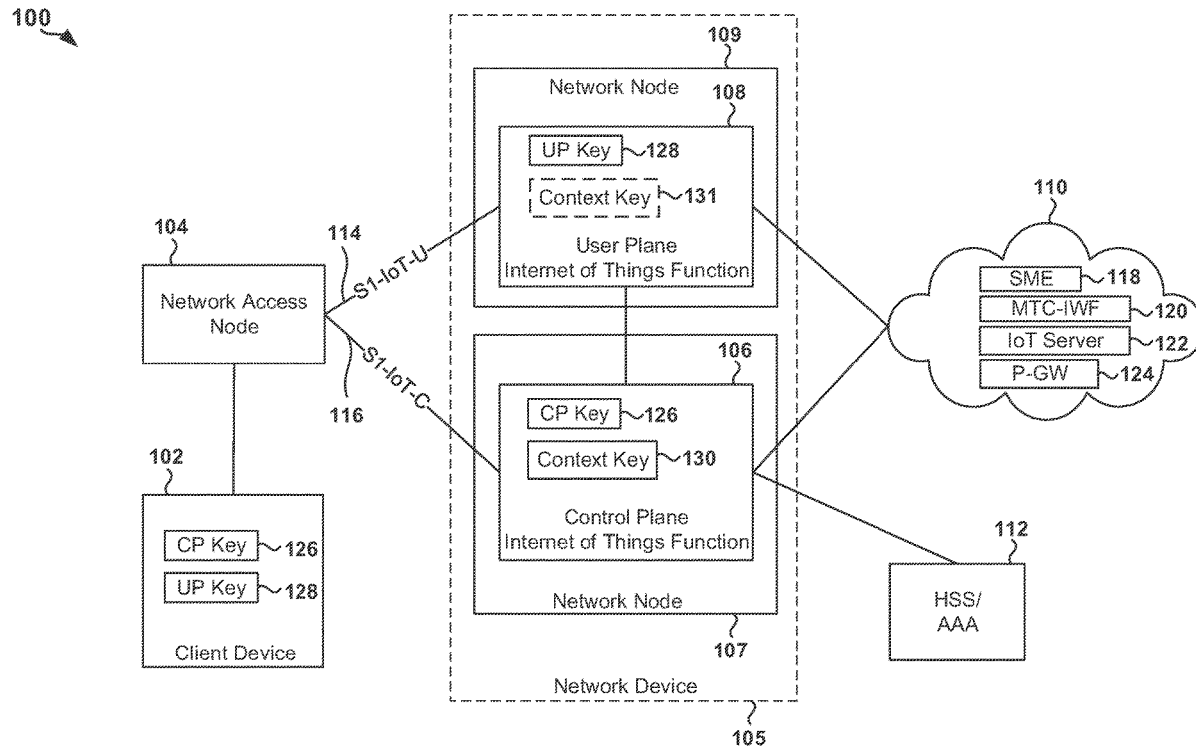 100
109
Network Node
108
UP Key
128
Context Key
131
User Plane
Internet of Things Function
110
SME
118
MTC-IWF
120
IoT Server
122
P-GW
124
104
Network Access
Node
114
S1-IoT-U
S1-IoT-C
116
106
CP Key
126
Context Key
130
Control Plane
Internet of Things Function
Network Node
107
102
CP Key
126
UP Key
128
Client Device
112
HSS/
AAA
Network Device
105